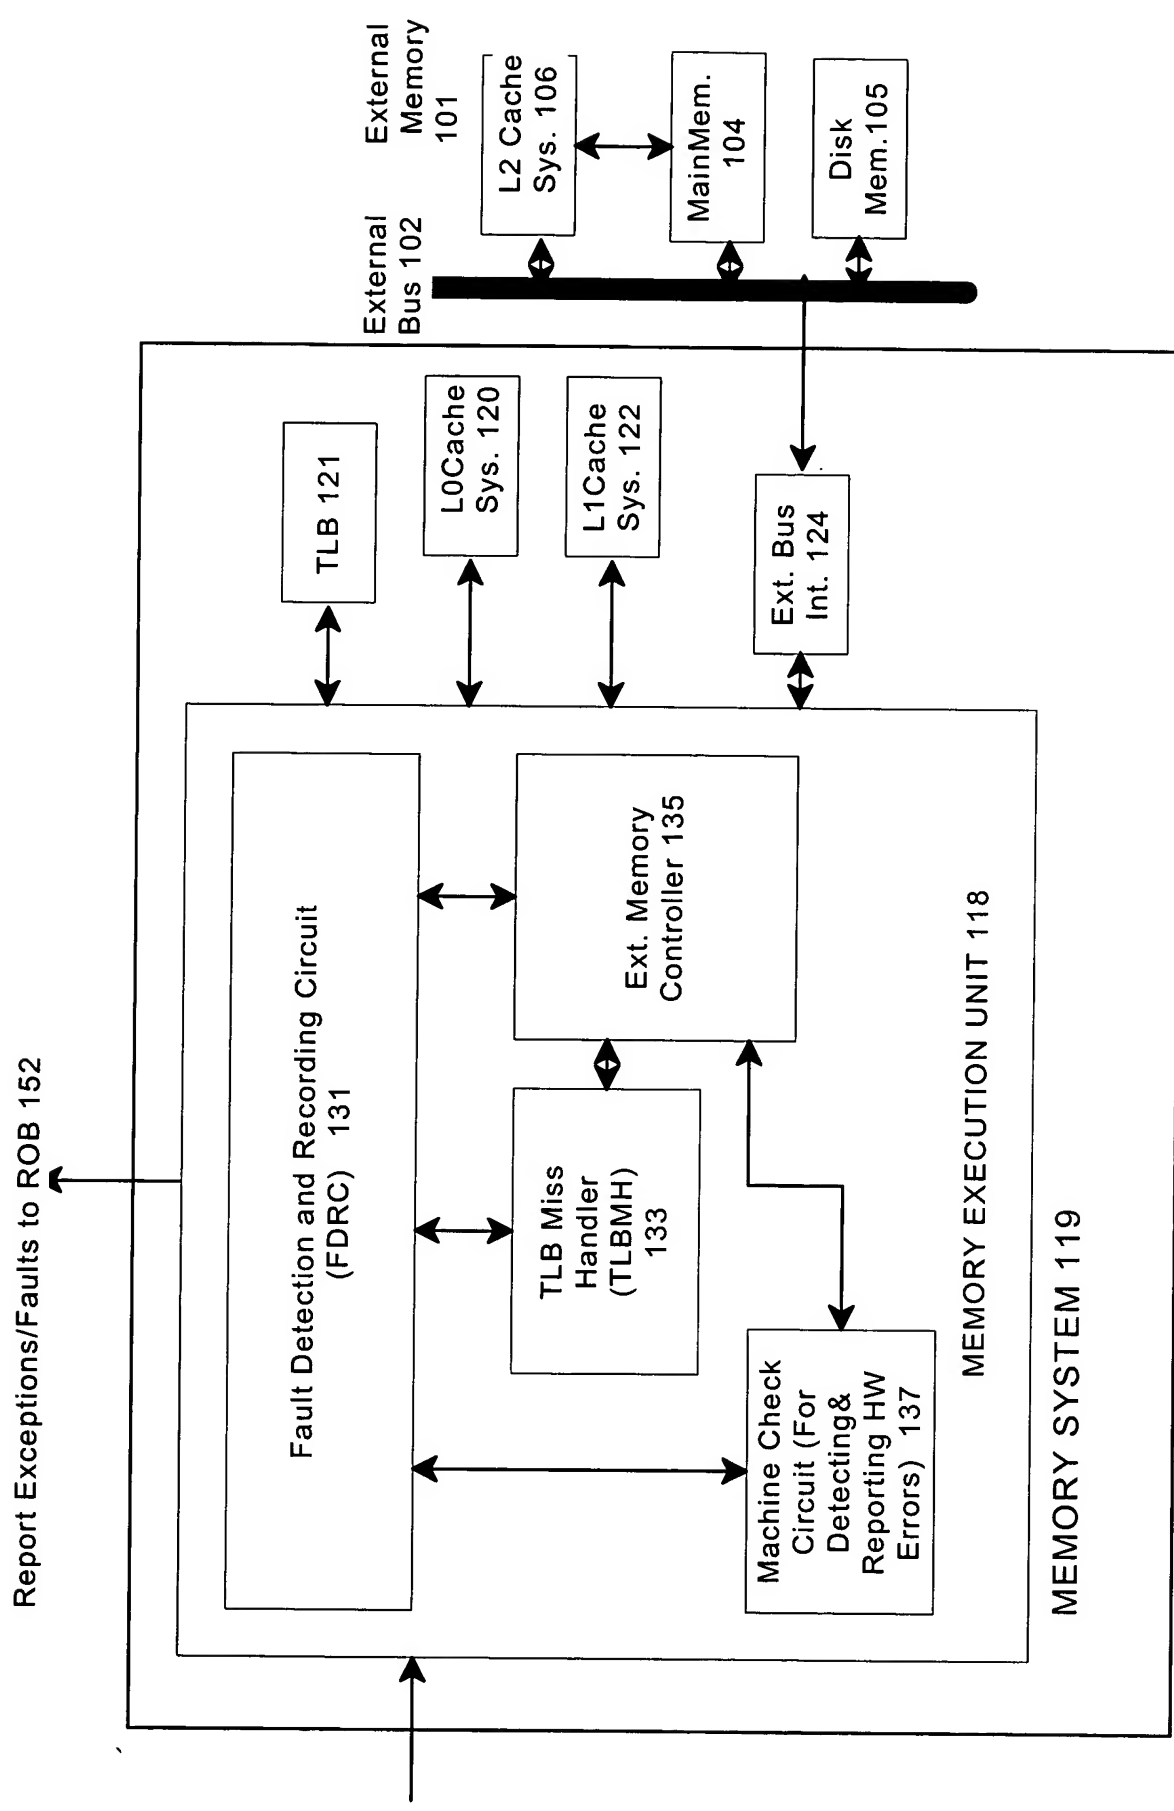 Report Exceptions/Faults to ROB 152
Fault Detection and Recording Circuit
(FDRC) 131
TLB Miss
Handler
(TLBMH)
133
Ext. Memory
Controller 135
Machine Check
Circuit (For
Detecting&
Reporting HW
Errors) 137
MEMORY EXECUTION UNIT 118
MEMORY SYSTEM 119
TLB 121
L0Cache
Sys. 120
L1Cache
Sys. 122
Ext. Bus
Int. 124
External
Bus 102
External
Memory
101
L2 Cache
Sys. 106
MainMem.
104
Disk
Mem.105